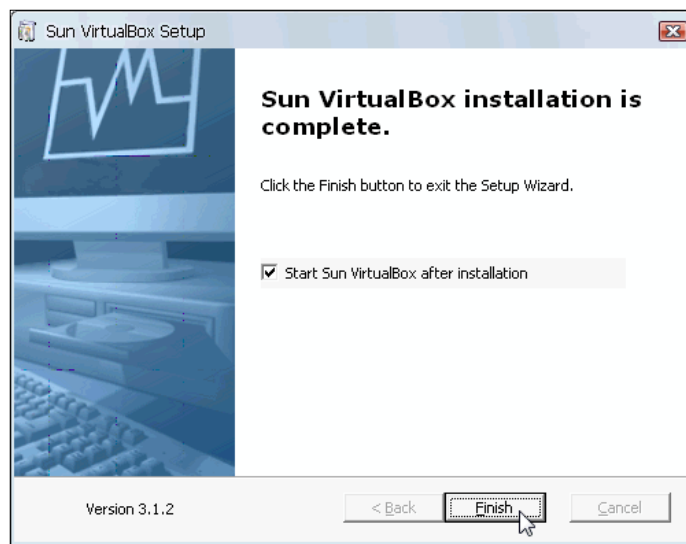 Sun VirtualBox Setup
Sun VirtualBox installation is
complete.
Click the Finish button to exit the Setup Wizard.
Start Sun VirtualBox after installation
Version 3.1.2
< Back
Finish
Cancel